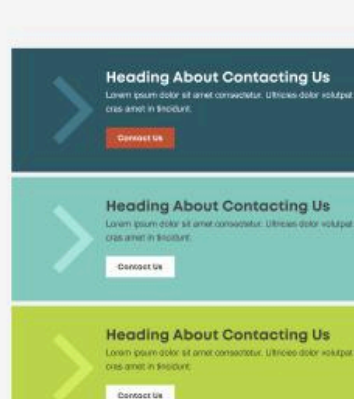 Heading About Contacting Us
Lorem ipsum dolor sit amet consectetur. Ultricies dolor volutpat
cras amet in tincidunt.
Contact Us
Heading About Contacting Us
Lorem ipsum dolor sit amet consectetur. Ultricies dolor volutpat
cras amet in tincidunt.
Contact Us
Heading About Contacting Us
Lorem ipsum dolor sit amet consectetur. Ultricies dolor volutpat
cras amet in tincidunt.
Contact Us